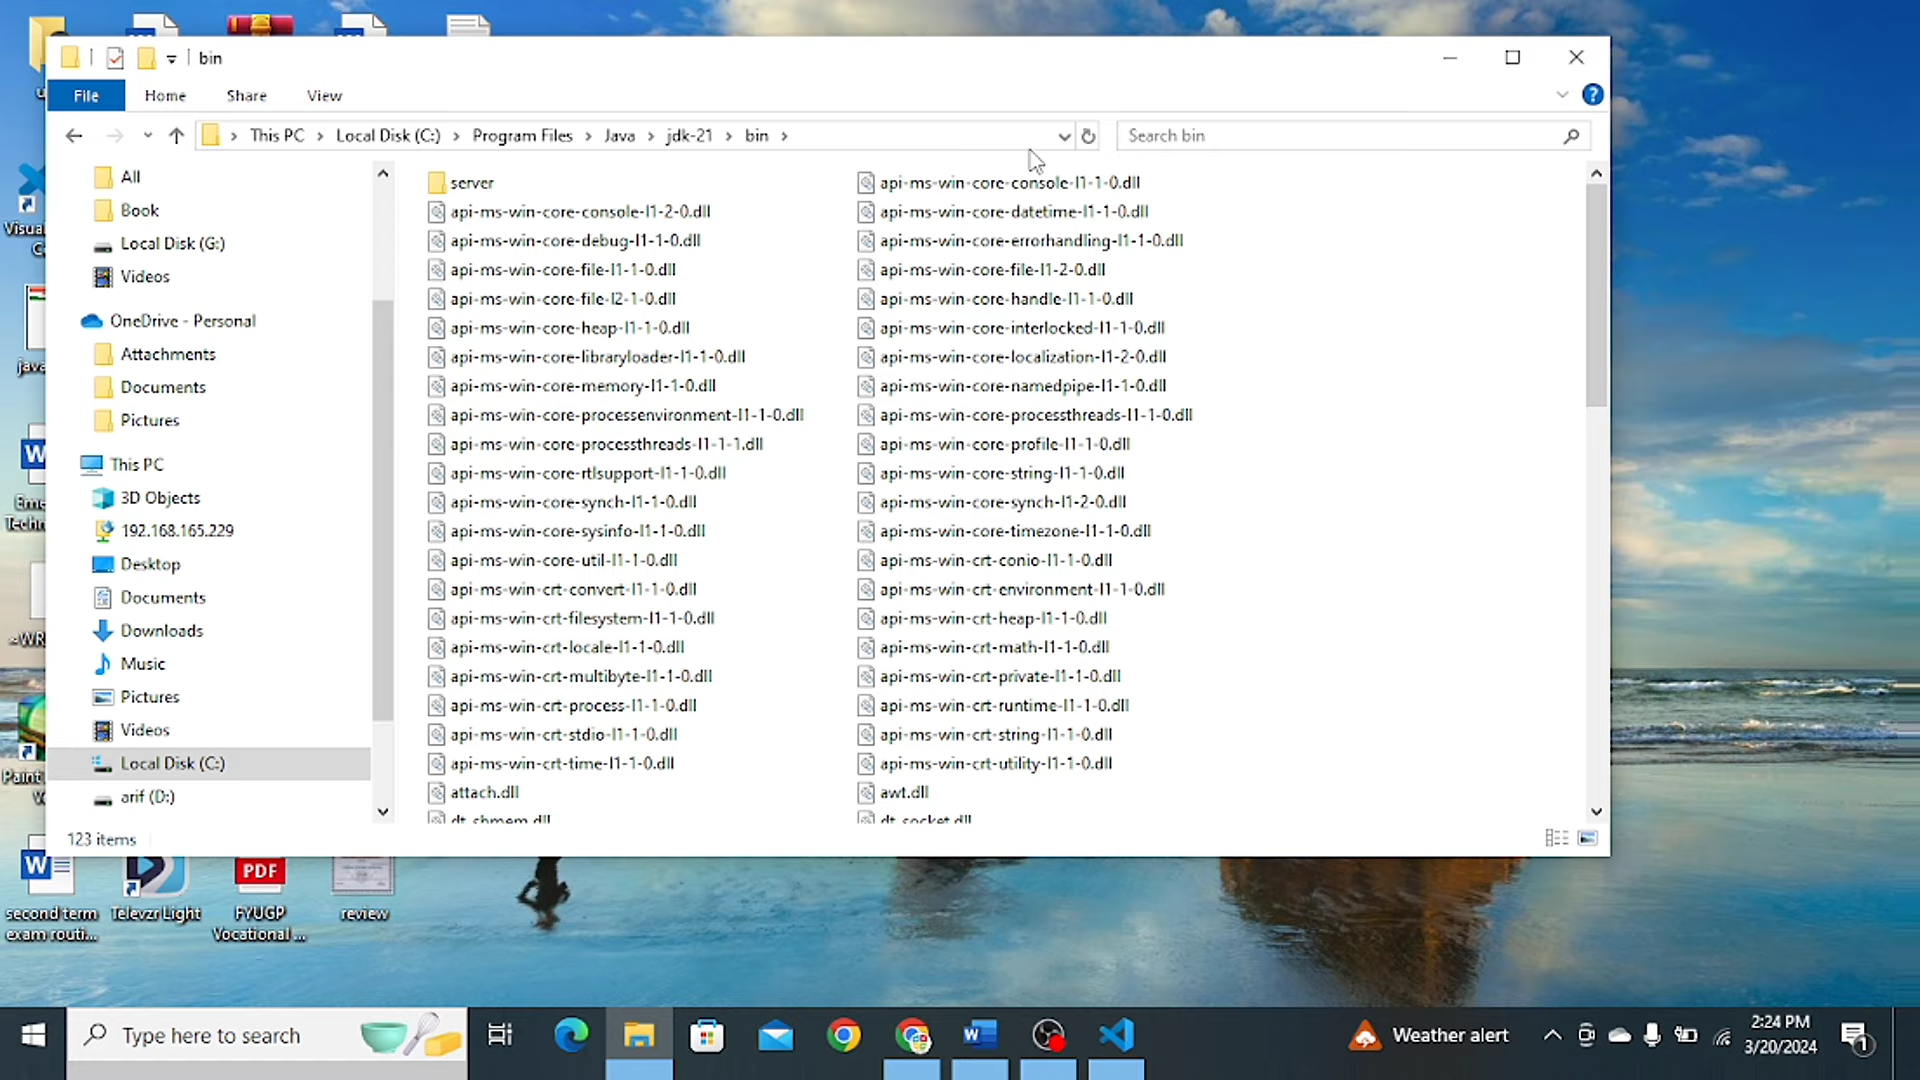 bin
File
Home
Share
View
This PC
Local Disk (C:)
Program Files
Java
jdk-21
bin
Search bin
All
Book
Local Disk (G:)
Videos
OneDrive - Personal
Attachments
Documents
Pictures
This PC
3D Objects
192.168.165.229
Desktop
Documents
Downloads
Music
Pictures
Videos
Local Disk (C:)
arif (D:)
server
api-ms-win-core-console-l1-1-0.dll
api-ms-win-core-console-l1-2-0.dll
api-ms-win-core-datetime-l1-1-0.dll
api-ms-win-core-debug-l1-1-0.dll
api-ms-win-core-errorhandling-l1-1-0.dll
api-ms-win-core-file-l1-1-0.dll
api-ms-win-core-file-l1-2-0.dll
api-ms-win-core-file-l2-1-0.dll
api-ms-win-core-handle-l1-1-0.dll
api-ms-win-core-heap-l1-1-0.dll
api-ms-win-core-interlocked-l1-1-0.dll
api-ms-win-core-libraryloader-l1-1-0.dll
api-ms-win-core-localization-l1-2-0.dll
api-ms-win-core-memory-l1-1-0.dll
api-ms-win-core-namedpipe-l1-1-0.dll
api-ms-win-core-processenvironment-l1-1-0.dll
api-ms-win-core-processthreads-l1-1-0.dll
api-ms-win-core-processthreads-l1-1-1.dll
api-ms-win-core-profile-l1-1-0.dll
api-ms-win-core-rtlsupport-l1-1-0.dll
api-ms-win-core-string-l1-1-0.dll
api-ms-win-core-synch-l1-1-0.dll
api-ms-win-core-synch-l1-2-0.dll
api-ms-win-core-sysinfo-l1-1-0.dll
api-ms-win-core-timezone-l1-1-0.dll
api-ms-win-core-util-l1-1-0.dll
api-ms-win-crt-conio-l1-1-0.dll
api-ms-win-crt-convert-l1-1-0.dll
api-ms-win-crt-environment-l1-1-0.dll
api-ms-win-crt-filesystem-l1-1-0.dll
api-ms-win-crt-heap-l1-1-0.dll
api-ms-win-crt-locale-l1-1-0.dll
api-ms-win-crt-math-l1-1-0.dll
api-ms-win-crt-multibyte-l1-1-0.dll
api-ms-win-crt-private-l1-1-0.dll
api-ms-win-crt-process-l1-1-0.dll
api-ms-win-crt-runtime-l1-1-0.dll
api-ms-win-crt-stdio-l1-1-0.dll
api-ms-win-crt-string-l1-1-0.dll
api-ms-win-crt-time-l1-1-0.dll
api-ms-win-crt-utility-l1-1-0.dll
attach.dll
awt.dll
dt_shmem.dll
dt_socket.dll
123 items
second term
exam routi...
Televzr Light
PDF
FYUGP
Vocational ...
review
Type here to search
Weather alert
2:24 PM
3/20/2024
1